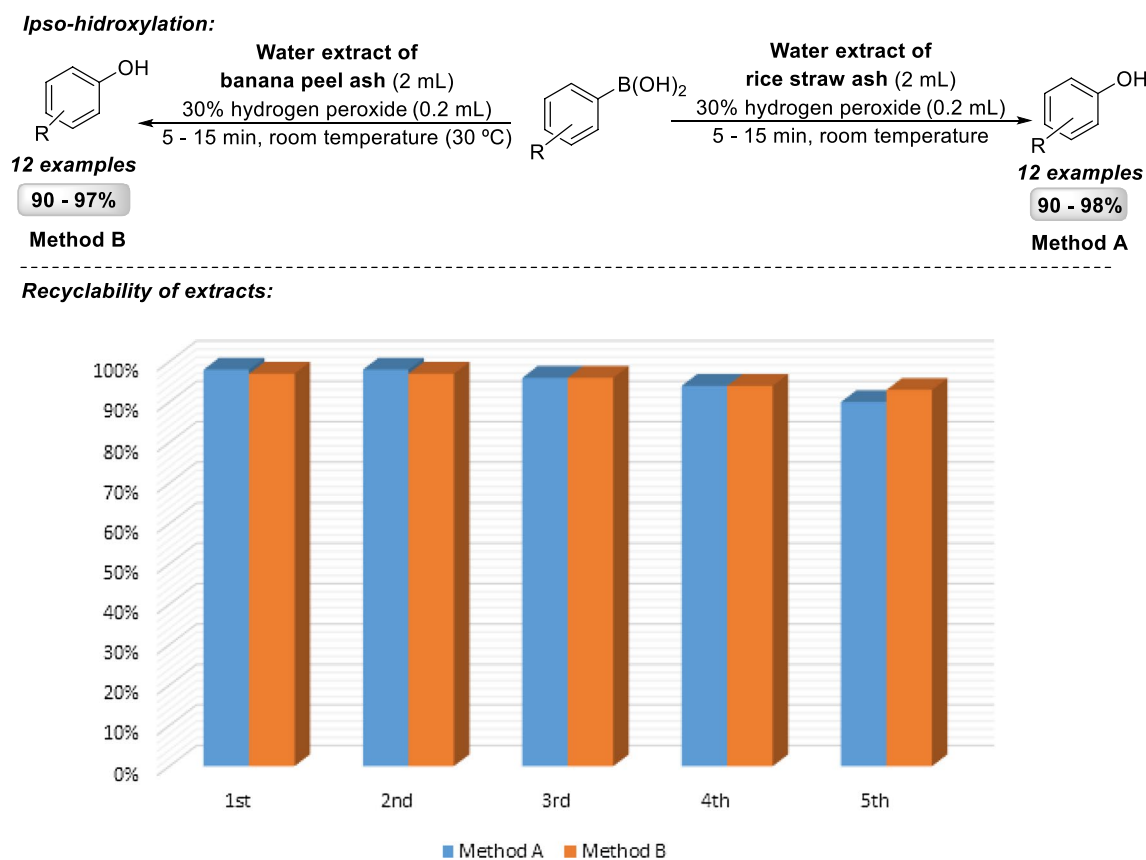 Ipso-hidroxylation:
OH
R
12 examples
90 - 97%
Method B
Water extract of
banana peel ash (2 mL)
30% hydrogen peroxide (0.2 mL)
5 - 15 min, room temperature (30 ºC)
B(OH)2
R
Water extract of
rice straw ash (2 mL)
30% hydrogen peroxide (0.2 mL)
5 - 15 min, room temperature
OH
R
12 examples
90 - 98%
Method A
Recyclability of extracts:
100%
90%
80%
70%
60%
50%
40%
30%
20%
10%
0%
1st 2nd 3rd 4th 5th
Method A Method B